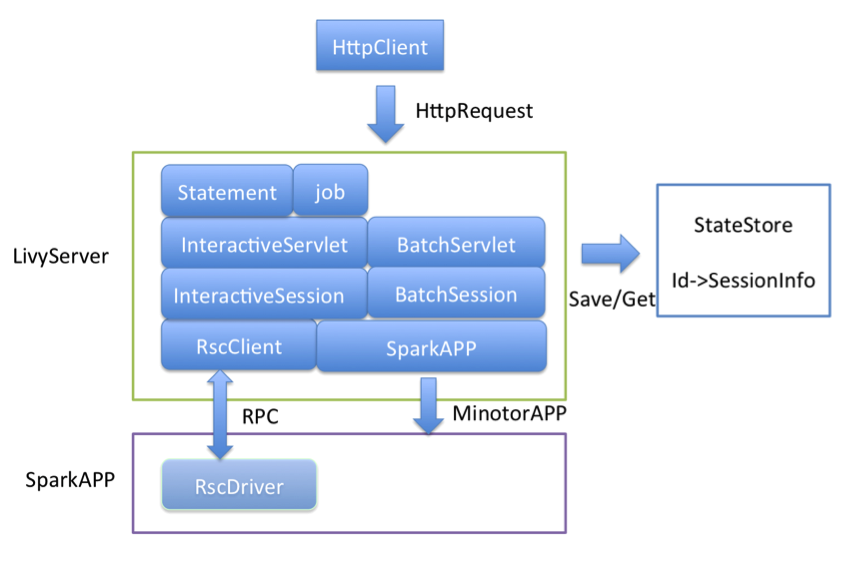 HttpClient
HttpRequest
Statement
job
InteractiveServlet
BatchServlet
LivyServer
InteractiveSession
BatchSession
RscClient
SparkAPP
StateStore
Id->SessionInfo
Save/Get
RPC
MinotorAPP
SparkAPP
RscDriver